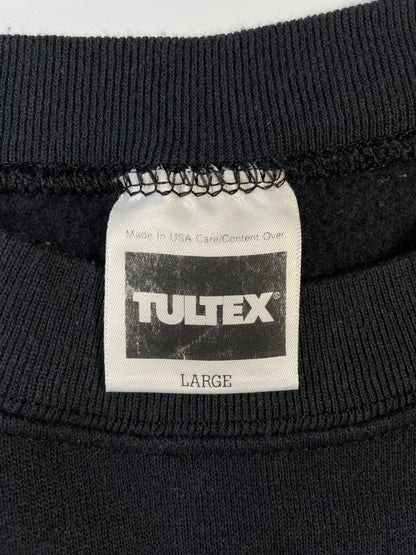 Made In USA Care/Content Over
TULTEX®
LARGE